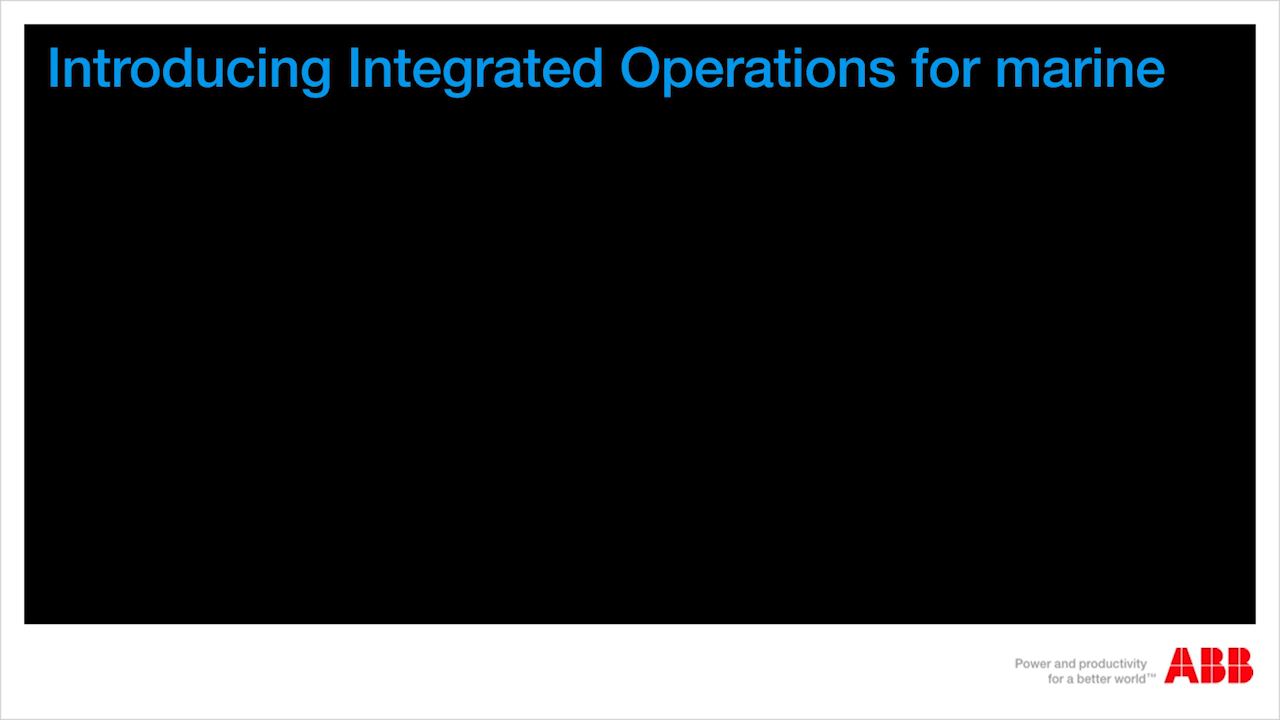 Introducing Integrated Operations for marine
Power and productivity
for a better world™
ABB